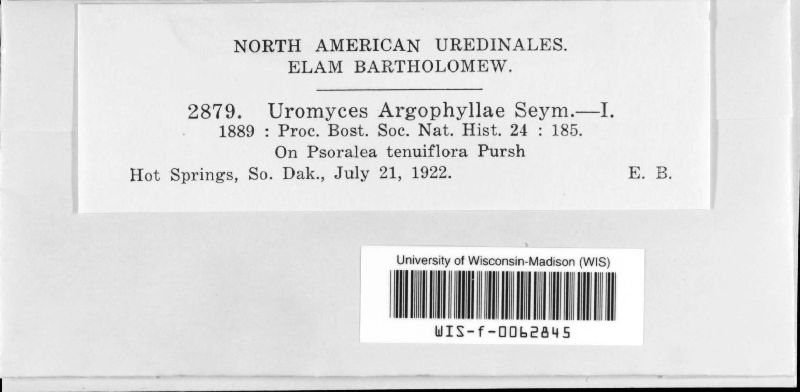 NORTH AMERICAN UREDINALES.
ELAM BARTHOLOMEW.
2879. Uromyces Argophyllae Seym.—I.
1889 : Proc. Bost. Soc. Nat. Hist. 24 : 185.
On Psoralea tenuiflora Pursh
Hot Springs, So. Dak., July 21, 1922. E. B.
University of Wisconsin-Madison (WIS)
WIS-f-0062845